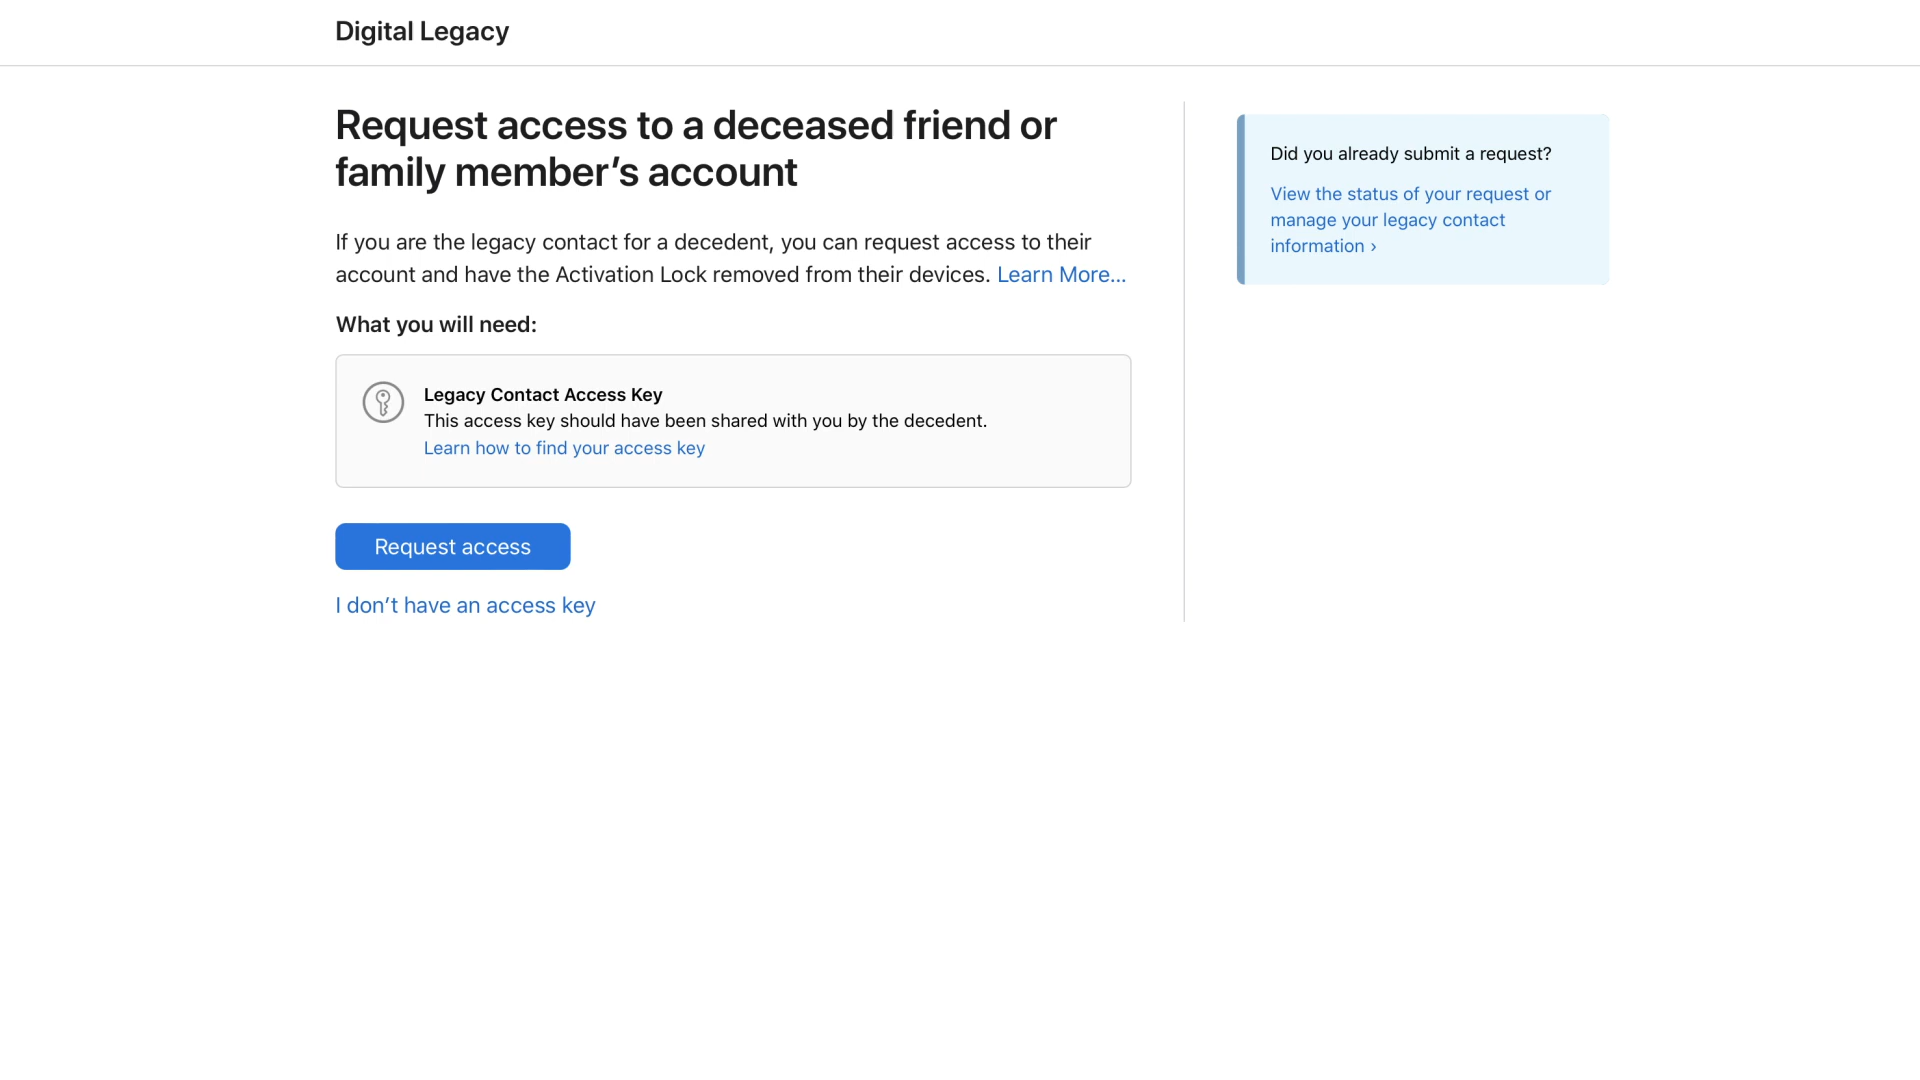 Digital Legacy
Request access to a deceased friend or
family member’s account
If you are the legacy contact for a decedent, you can request access to their
account and have the Activation Lock removed from their devices. Learn More...
What you will need:
Legacy Contact Access Key
This access key should have been shared with you by the decedent.
Learn how to find your access key
Request access
I don’t have an access key
Did you already submit a request?
View the status of your request or
manage your legacy contact
information ›